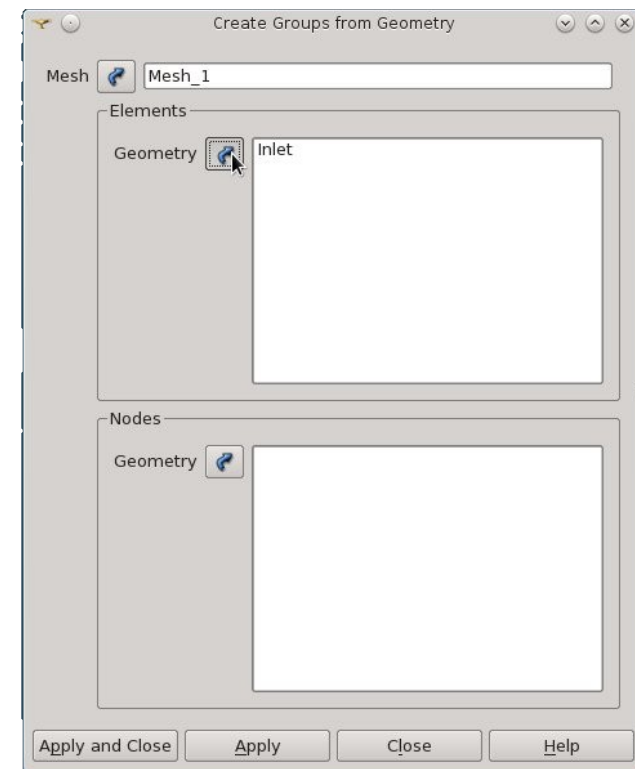 Create Groups from Geometry
Mesh Mesh_1
Elements
Geometry Inlet
Nodes
Geometry
Apply and Close Apply Close Help